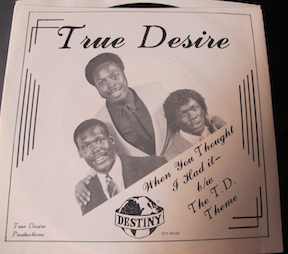 True Desire
When You Thought
I Had it—
b/w
The T.D.
Theme
DESTINY
True Desire
Productions